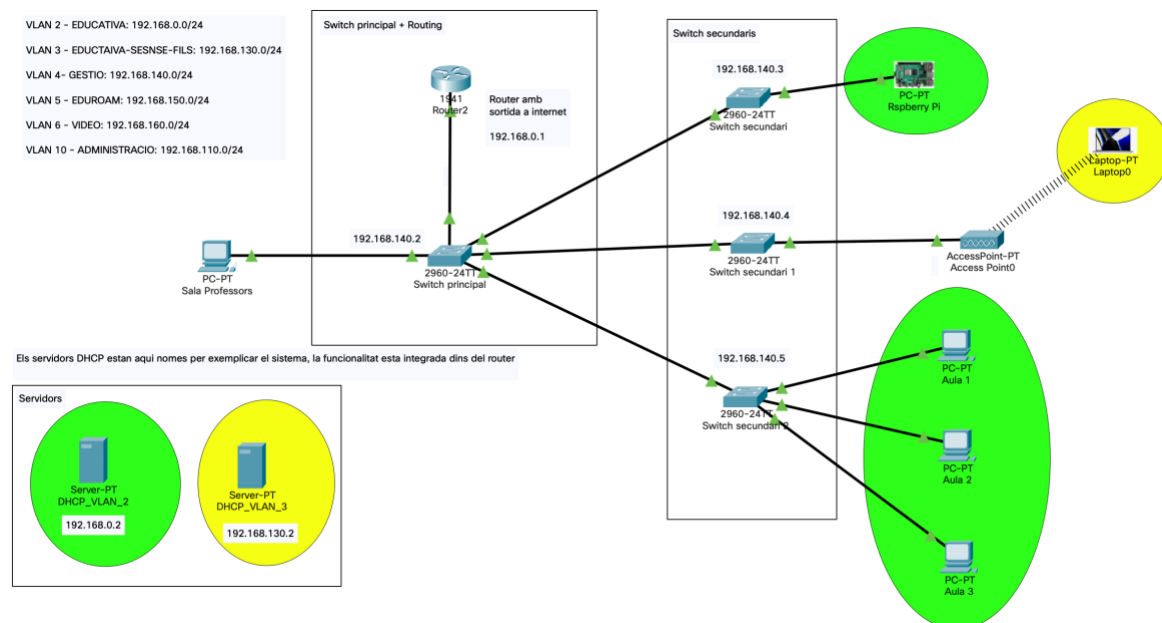 VLAN 2 - EDUCATIVA: 192.168.0.0/24
VLAN 3 - EDUCTAIVA-SESNSE-FILS: 192.168.130.0/24
VLAN 4- GESTIO: 192.168.140.0/24
VLAN 5 - EDUROAM: 192.168.150.0/24
VLAN 6 - VIDEO: 192.168.160.0/24
VLAN 10 - ADMINISTRACIO: 192.168.110.0/24
Switch principal + Routing
1941
Router2
Router amb
sortida a internet
192.168.0.1
192.168.140.2
2960-24TT
Switch principal
PC-PT
Sala Professors
Switch secundaris
192.168.140.3
2960-24TT
Switch secundari
PC-PT
Rspberry Pi
Laptop-PT
Laptop0
192.168.140.4
2960-24TT
Switch secundari 1
AccessPoint-PT
Access Point0
192.168.140.5
2960-24TT
Switch secundari 2
PC-PT
Aula 1
PC-PT
Aula 2
PC-PT
Aula 3
Els servidors DHCP estan aqui nomes per exemplicar el sistema, la funcionalitat esta integrada dins del router
Servidors
Server-PT
DHCP_VLAN_2
192.168.0.2
Server-PT
DHCP_VLAN_3
192.168.130.2